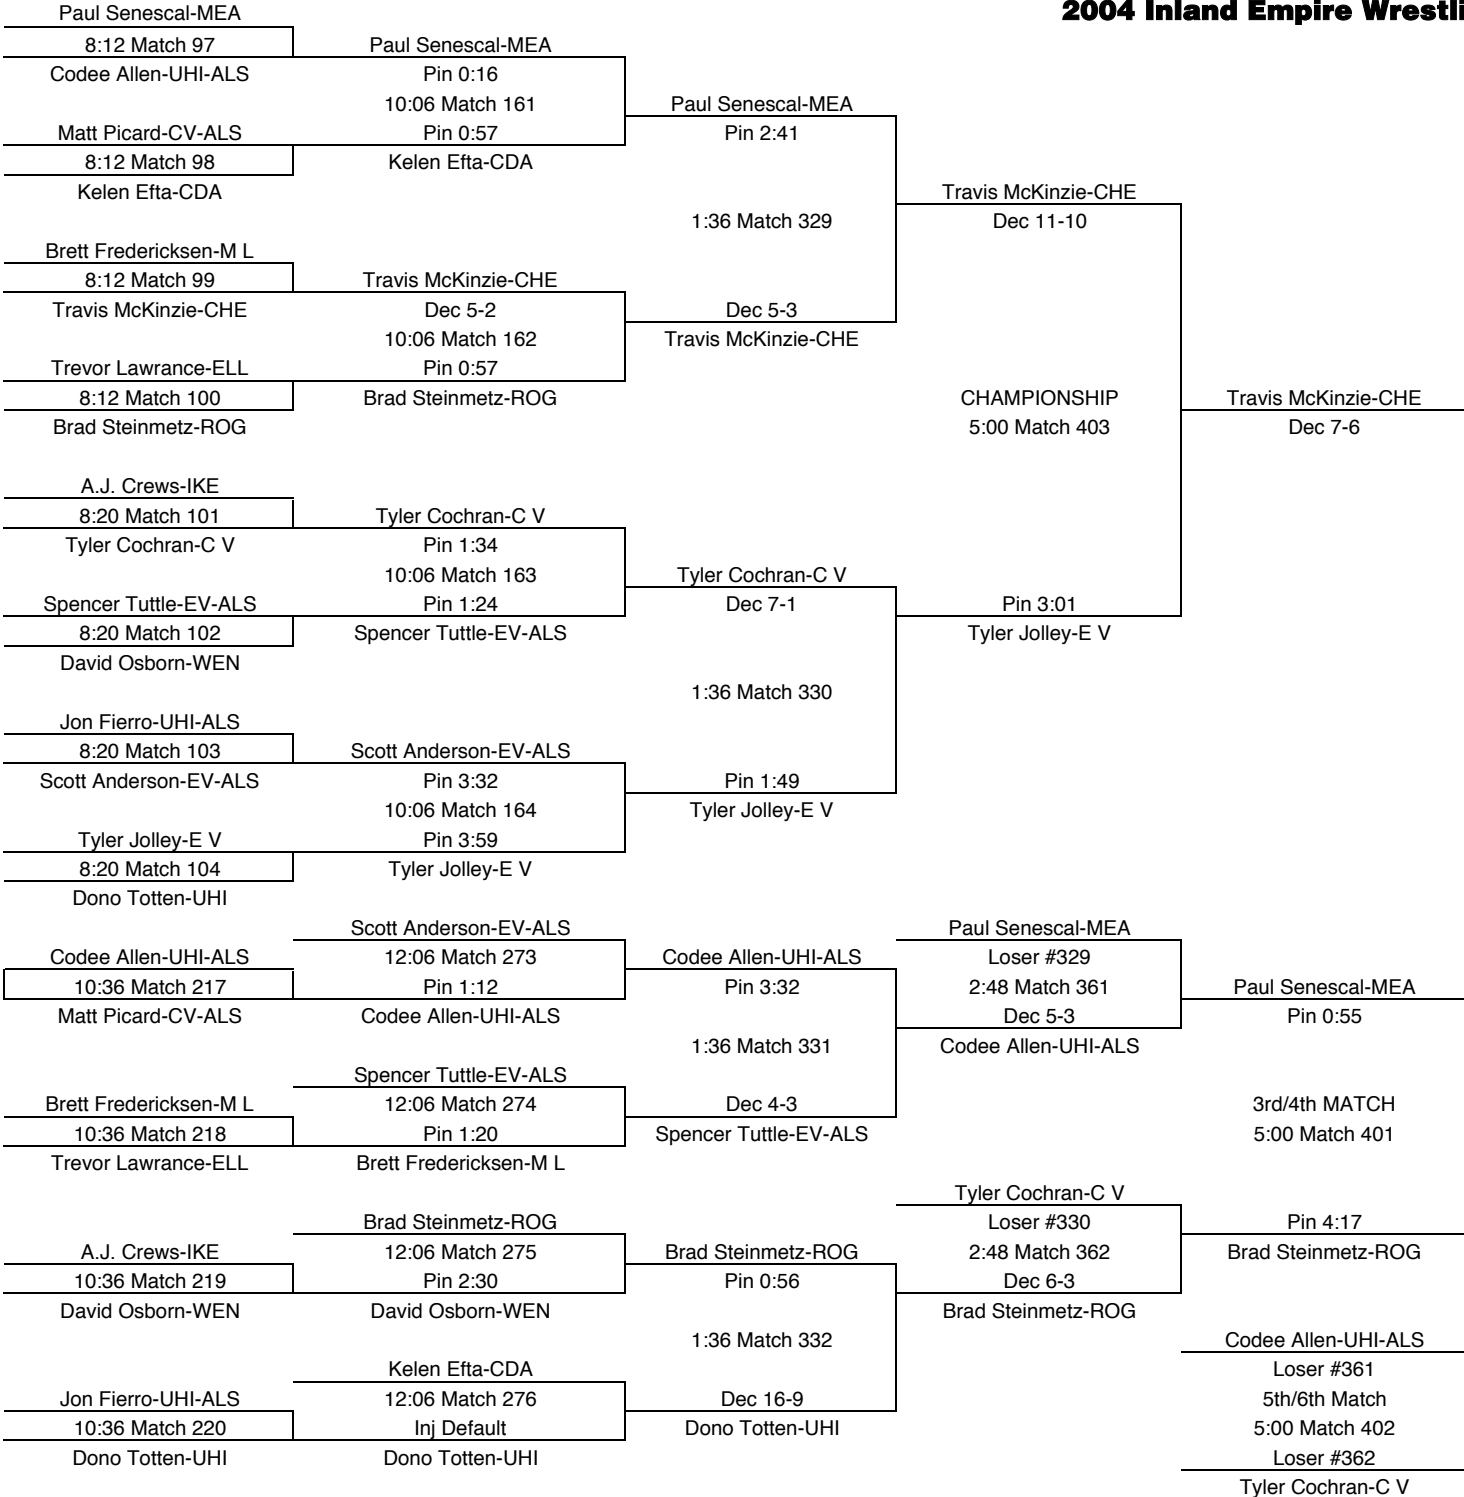 2004 Inland Empire Wrestli
Paul Senescal-MEA
8:12 Match 97
Codee Allen-UHI-ALS
Matt Picard-CV-ALS
8:12 Match 98
Kelen Efta-CDA
Brett Fredericksen-M L
8:12 Match 99
Travis McKinzie-CHE
Trevor Lawrance-ELL
8:12 Match 100
Brad Steinmetz-ROG
A.J. Crews-IKE
8:20 Match 101
Tyler Cochran-C V
Spencer Tuttle-EV-ALS
8:20 Match 102
David Osborn-WEN
Jon Fierro-UHI-ALS
8:20 Match 103
Scott Anderson-EV-ALS
Tyler Jolley-E V
8:20 Match 104
Dono Totten-UHI
Paul Senescal-MEA
Pin 0:16
10:06 Match 161
Pin 0:57
Kelen Efta-CDA
Travis McKinzie-CHE
Dec 5-2
10:06 Match 162
Pin 0:57
Brad Steinmetz-ROG
Tyler Cochran-C V
Pin 1:34
10:06 Match 163
Pin 1:24
Spencer Tuttle-EV-ALS
Scott Anderson-EV-ALS
Pin 3:32
10:06 Match 164
Pin 3:59
Tyler Jolley-E V
Paul Senescal-MEA
Pin 2:41
1:36 Match 329
Dec 5-3
Travis McKinzie-CHE
Tyler Cochran-C V
Dec 7-1
1:36 Match 330
Pin 1:49
Tyler Jolley-E V
Travis McKinzie-CHE
Dec 11-10
CHAMPIONSHIP
5:00 Match 403
Pin 3:01
Tyler Jolley-E V
Travis McKinzie-CHE
Dec 7-6
Codee Allen-UHI-ALS
10:36 Match 217
Matt Picard-CV-ALS
Brett Fredericksen-M L
10:36 Match 218
Trevor Lawrance-ELL
A.J. Crews-IKE
10:36 Match 219
David Osborn-WEN
Jon Fierro-UHI-ALS
10:36 Match 220
Dono Totten-UHI
Scott Anderson-EV-ALS
12:06 Match 273
Pin 1:12
Codee Allen-UHI-ALS
Spencer Tuttle-EV-ALS
12:06 Match 274
Pin 1:20
Brett Fredericksen-M L
Brad Steinmetz-ROG
12:06 Match 275
Pin 2:30
David Osborn-WEN
Kelen Efta-CDA
12:06 Match 276
Inj Default
Dono Totten-UHI
Codee Allen-UHI-ALS
Pin 3:32
1:36 Match 331
Dec 4-3
Spencer Tuttle-EV-ALS
Brad Steinmetz-ROG
Pin 0:56
1:36 Match 332
Dec 16-9
Dono Totten-UHI
Paul Senescal-MEA
Loser #329
2:48 Match 361
Dec 5-3
Codee Allen-UHI-ALS
Tyler Cochran-C V
Loser #330
2:48 Match 362
Dec 6-3
Brad Steinmetz-ROG
Paul Senescal-MEA
Pin 0:55
3rd/4th MATCH
5:00 Match 401
Pin 4:17
Brad Steinmetz-ROG
Codee Allen-UHI-ALS
Loser #361
5th/6th Match
5:00 Match 402
Loser #362
Tyler Cochran-C V